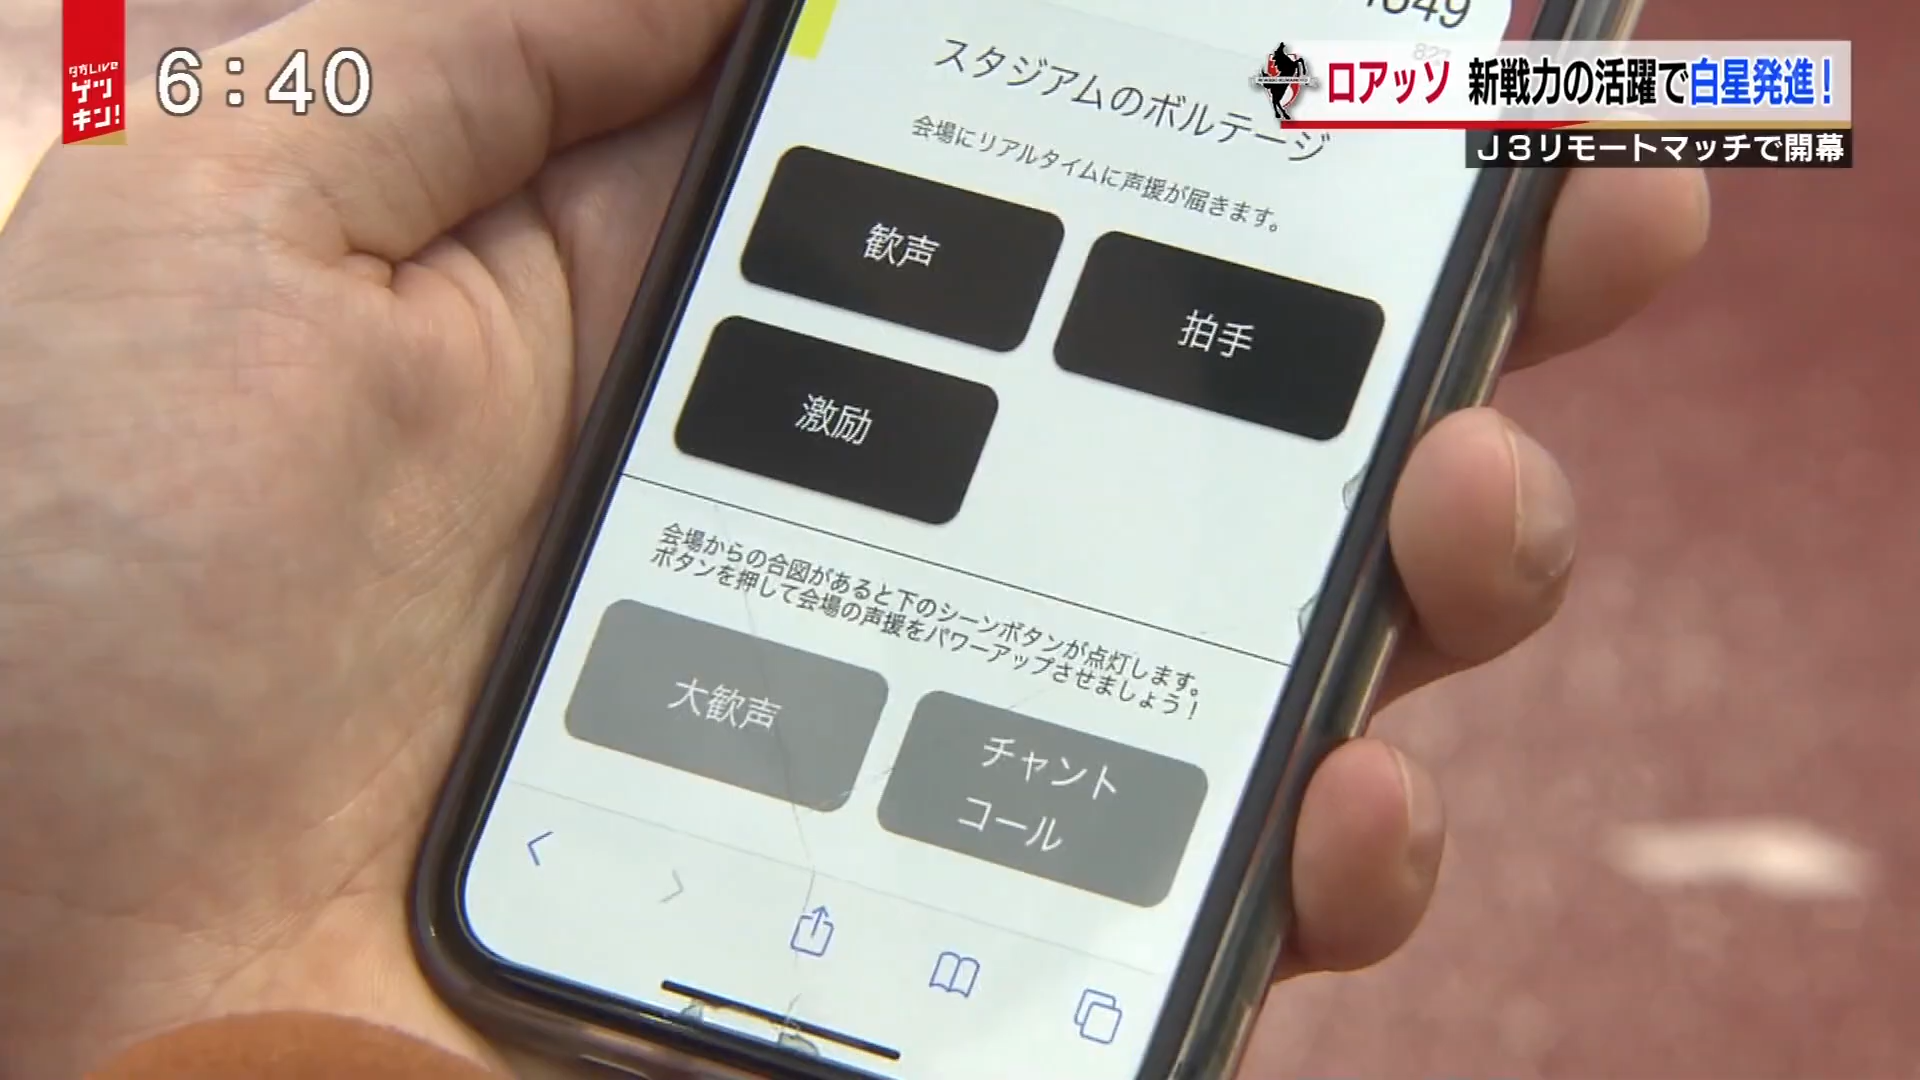 夕方Live
ゲツ
キン!
6:40
ロアッソ 新戦力の活躍で白星発進!
J3リモートマッチで開幕
スタジアムのボルテージ
会場にリアルタイムに声援が届きます。
歓声
拍手
激励
会場からの合図があると下のシーンボタンが点灯します。
ボタンを押して会場の声援をパワーアップさせましょう!
大歓声
チャント
コール